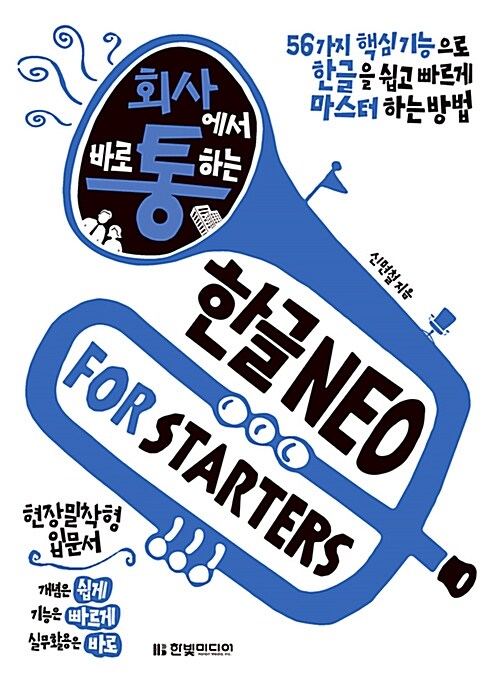 56가지 핵심 기능으로
한글을 쉽고 빠르게
마스터 하는 방법
회사에서
바로 통하는
신면철 지음
한글 NEO
FOR STARTERS
현장밀착형
입문서
개념은 쉽게
기능은 빠르게
실무활용은 바로
한빛미디어